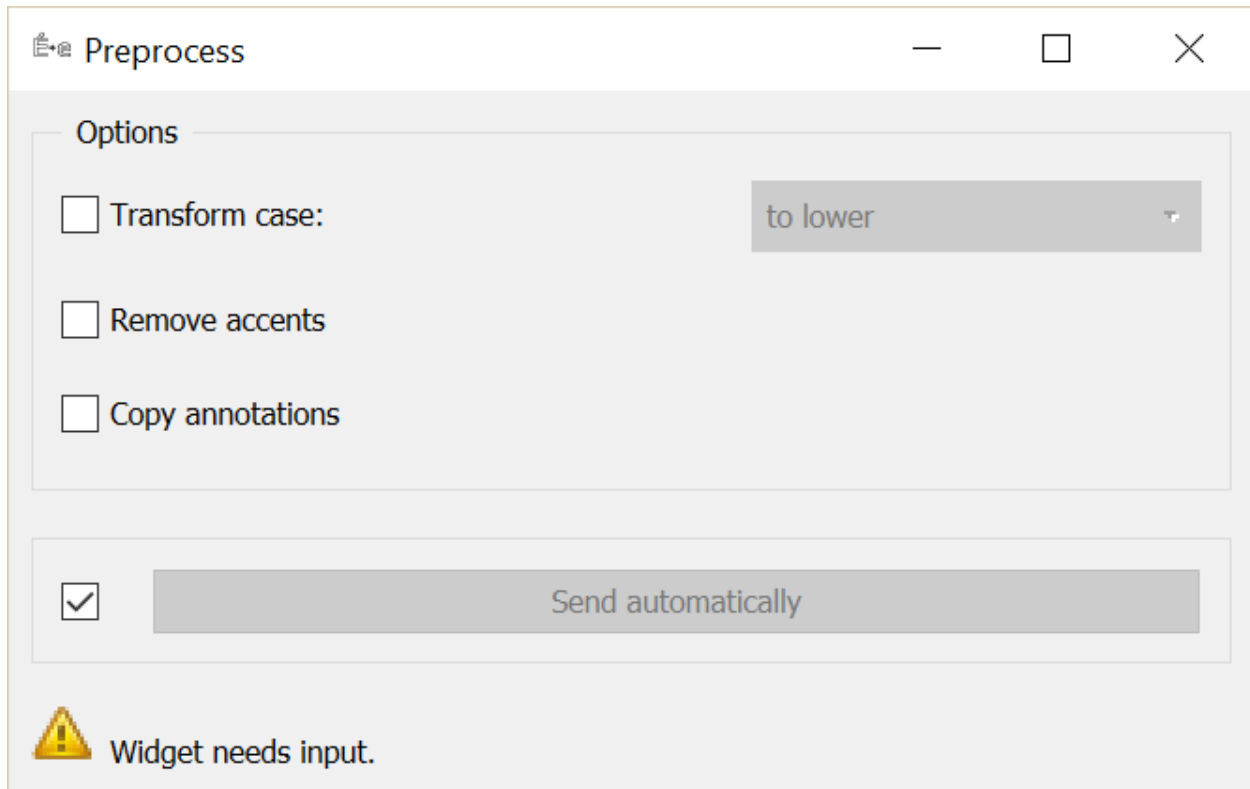 Preprocess
Options
Transform case: to lower
Remove accents
Copy annotations
Send automatically
Widget needs input.